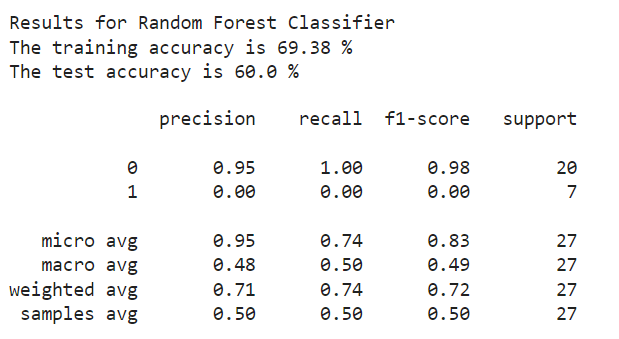 Results for Random Forest Classifier
The training accuracy is 69.38 %
The test accuracy is 60.0 %
precision recall f1-score support
0 0.95 1.00 0.98 20
1 0.00 0.00 0.00 7
micro avg 0.95 0.74 0.83 27
macro avg 0.48 0.50 0.49 27
weighted avg 0.71 0.74 0.72 27
samples avg 0.50 0.50 0.50 27